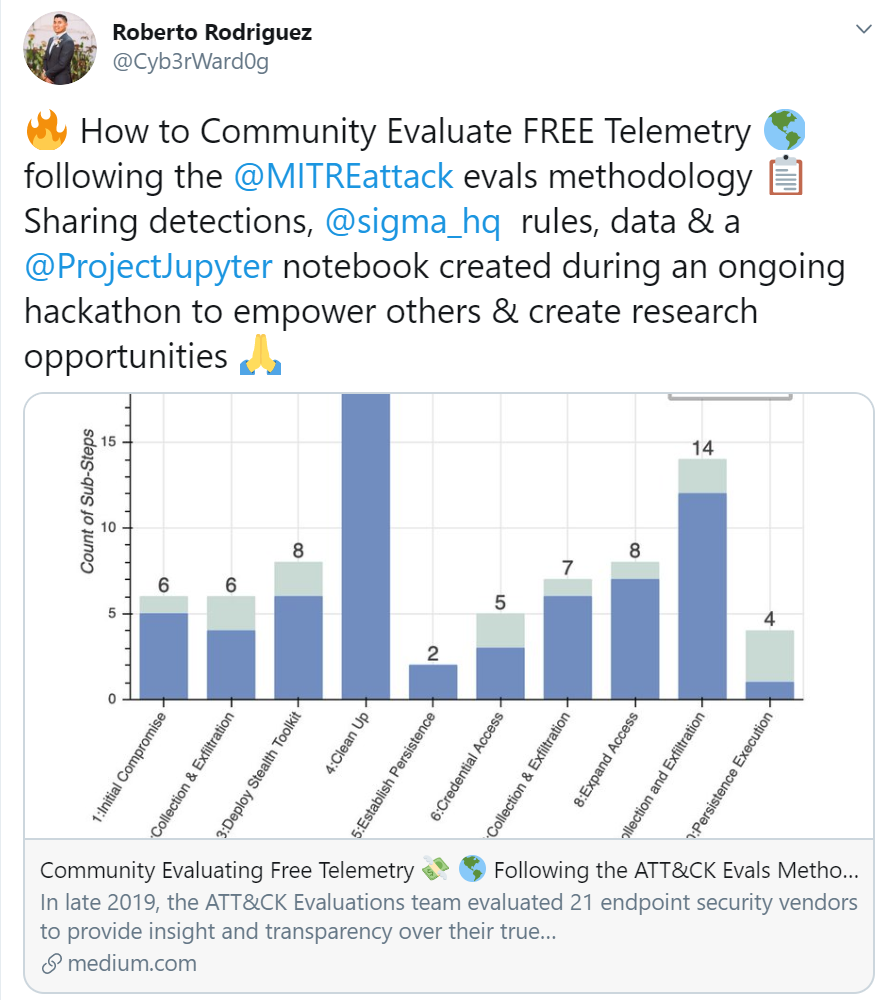 Roberto Rodriguez
@Cyb3rWard0g
🔥 How to Community Evaluate FREE Telemetry 🌎
following the @MITREattack evals methodology 📋
Sharing detections, @sigma_hq rules, data & a
@ProjectJupyter notebook created during an ongoing
hackathon to empower others & create research
opportunities 🙏
Count of Sub-Steps
15
10
5
0
6
6
8
2
5
7
8
14
4
1:Initial Compromise
:Collection & Exfiltration
3:Deploy Stealth Toolkit
4:Clean Up
5:Establish Persistence
6:Credential Access
:Collection & Exfiltration
8:Expand Access
ollection and Exfiltration
:Persistence Execution
Community Evaluating Free Telemetry 💸 🌎 Following the ATT&CK Evals Metho...
In late 2019, the ATT&CK Evaluations team evaluated 21 endpoint security vendors
to provide insight and transparency over their true...
medium.com